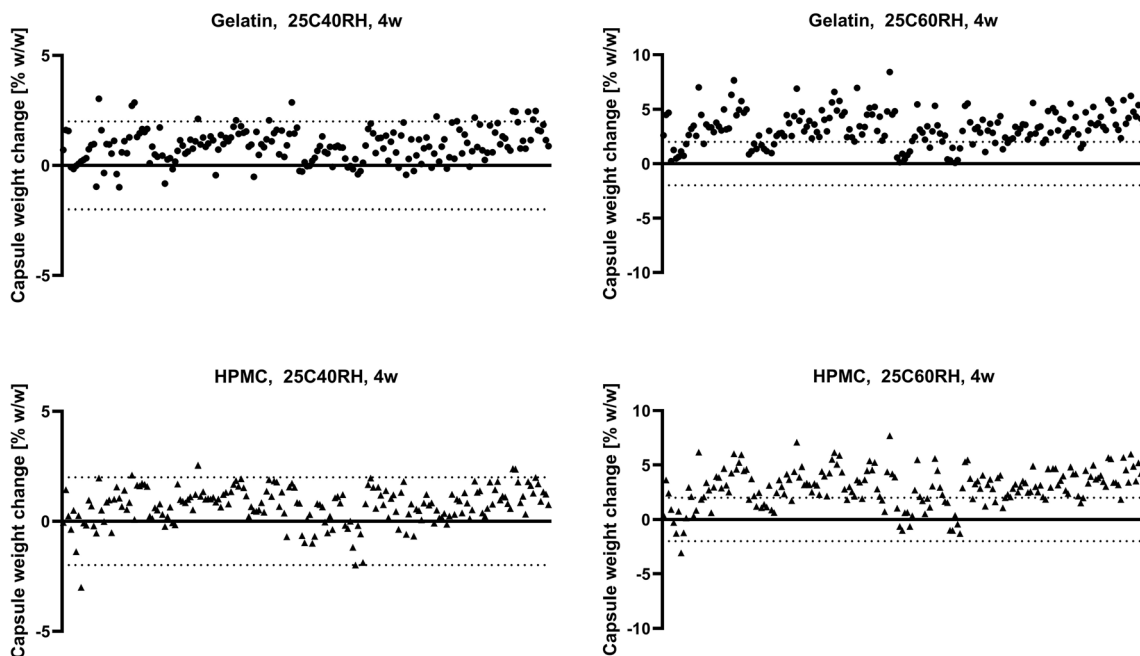 Gelatin, 25C40RH, 4w
Capsule weight change [% w/w]
5
0
-5
Gelatin, 25C60RH, 4w
Capsule weight change [% w/w]
10
5
0
-5
-10
HPMC, 25C40RH, 4w
Capsule weight change [% w/w]
5
0
-5
HPMC, 25C60RH, 4w
Capsule weight change [% w/w]
10
5
0
-5
-10